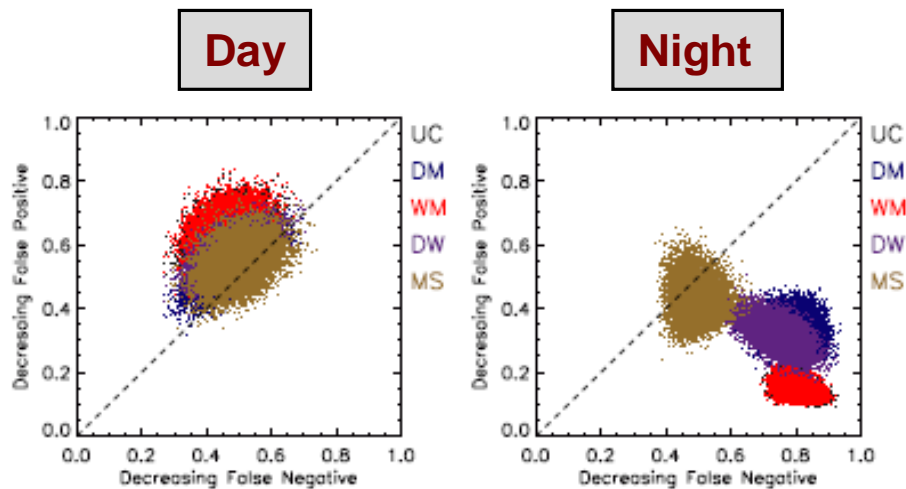 Day
Night
1.0
0.8
0.6
0.4
0.2
0.0
Decreasing False Positive
0.0 0.2 0.4 0.6 0.8 1.0
Decreasing False Negative
UC
DM
WM
DW
MS
1.0
0.8
0.6
0.4
0.2
0.0
Decreasing False Positive
0.0 0.2 0.4 0.6 0.8 1.0
Decreasing False Negative
UC
DM
WM
DW
MS